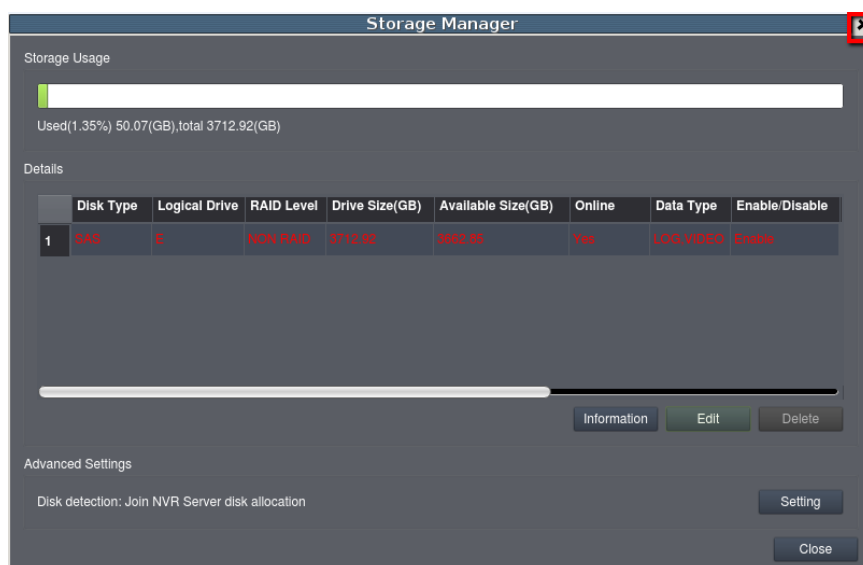 Storage Manager
Storage Usage
Used(1.35%) 50.07(GB),total 3712.92(GB)
Details
Disk Type Logical Drive RAID Level Drive Size(GB) Available Size(GB) Online Data Type Enable/Disable
1 SAS E NON RAID 3712.92 3662.85 Yes LOG,VIDEO Enable
Information Edit Delete
Advanced Settings
Disk detection: Join NVR Server disk allocation
Setting
Close